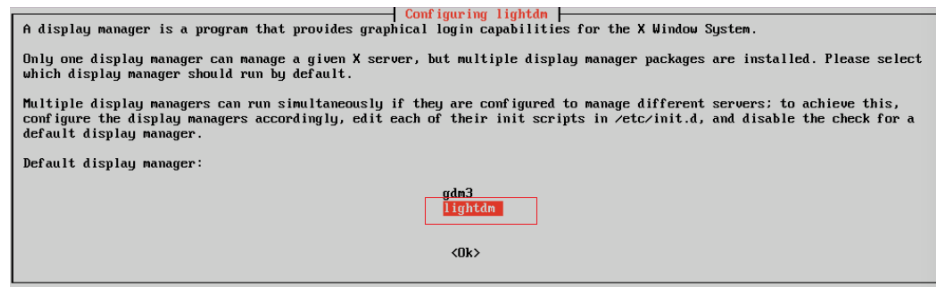 Configuring lightdm
A display manager is a program that provides graphical login capabilities for the X Window System.
Only one display manager can manage a given X server, but multiple display manager packages are installed. Please select
which display manager should run by default.
Multiple display managers can run simultaneously if they are configured to manage different servers; to achieve this,
configure the display managers accordingly, edit each of their init scripts in /etc/init.d, and disable the check for a
default display manager.
Default display manager:
gdm3
lightdm
<Ok>